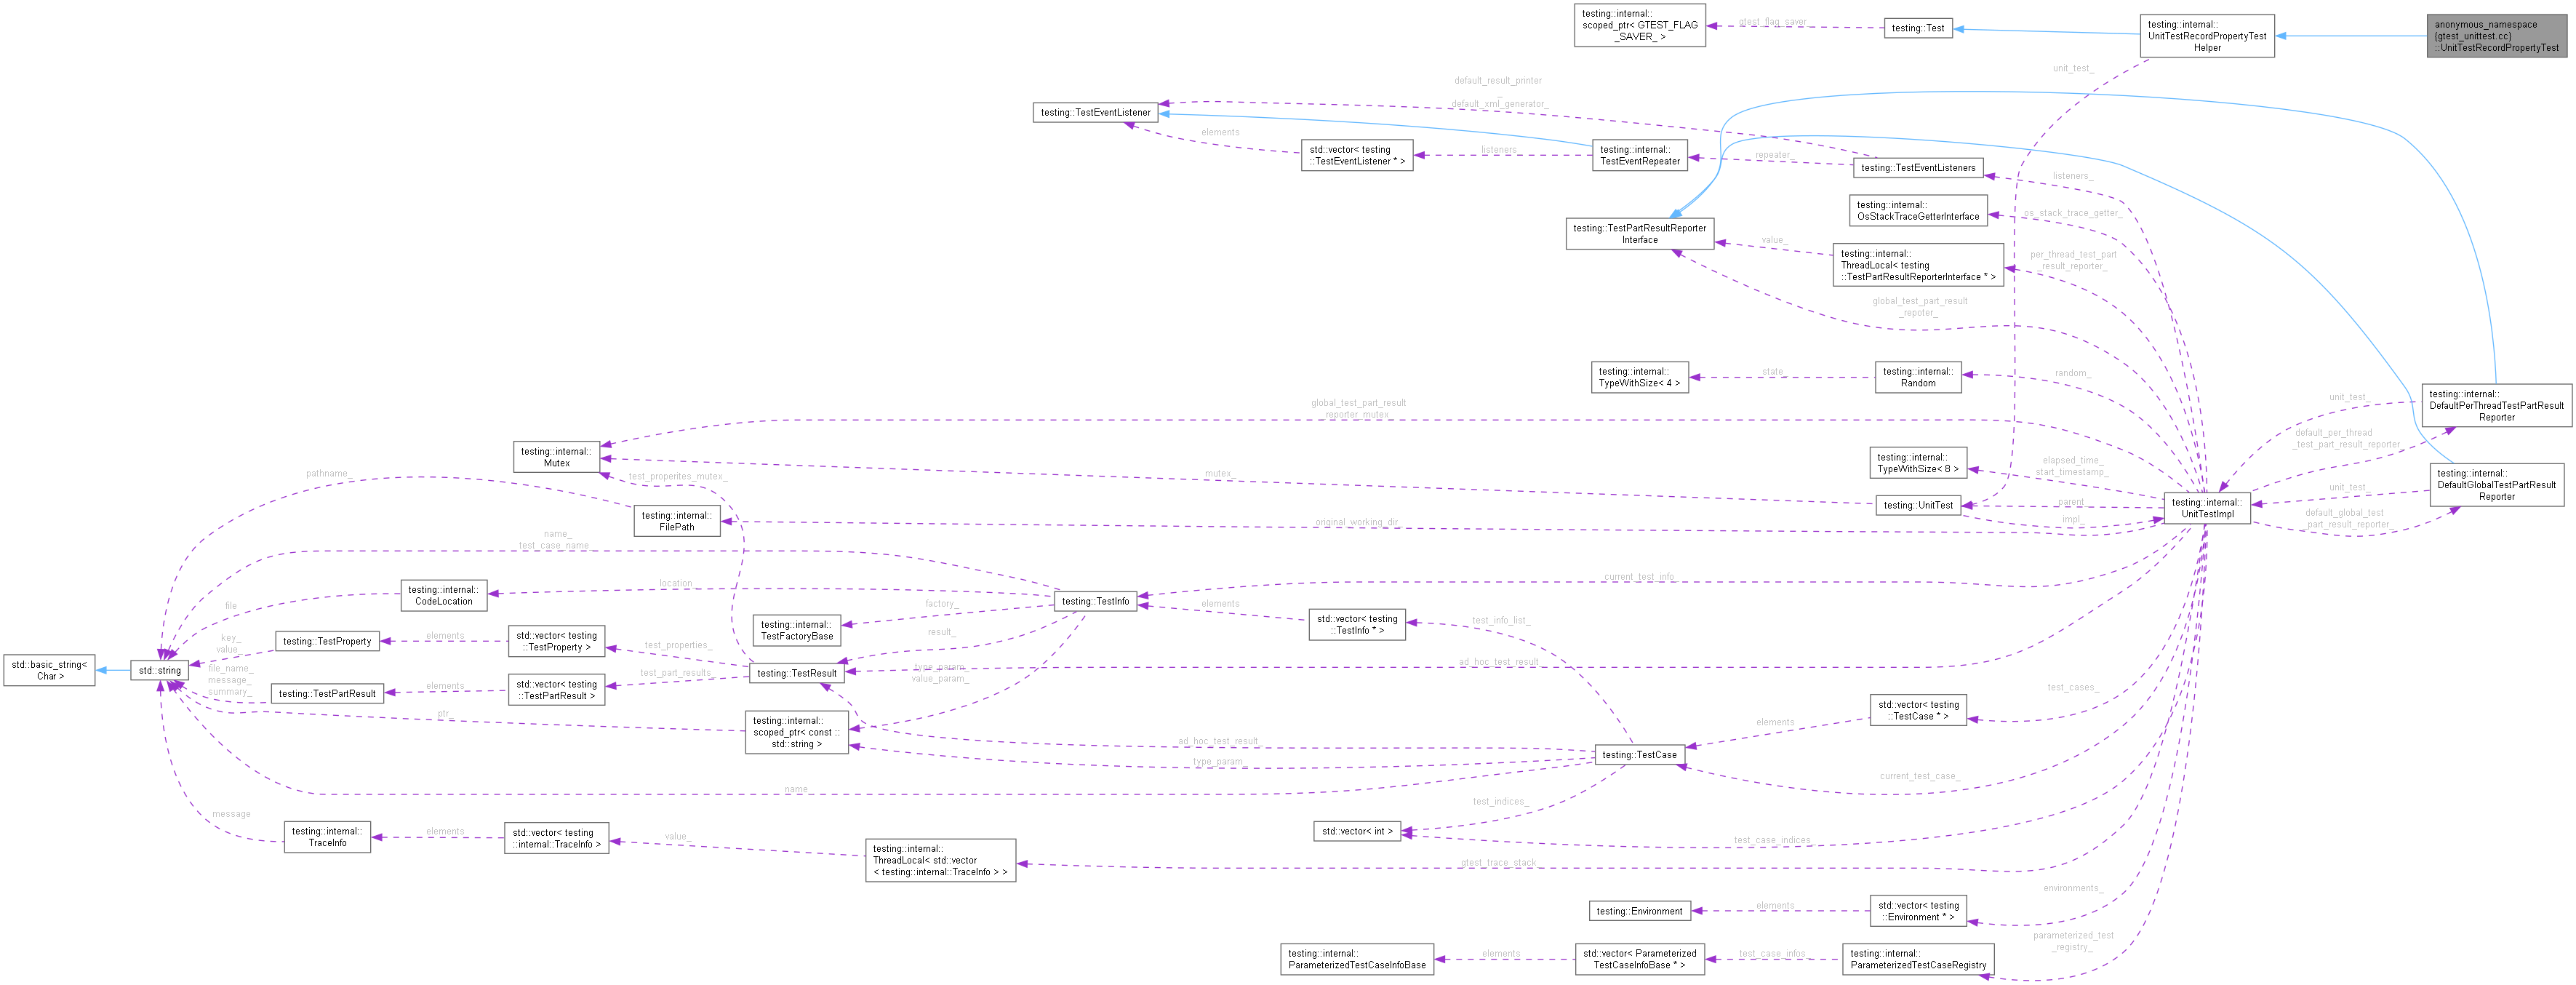 testing::internal::
scoped_ptr< GTEST_FLAG
_SAVER_ >
gtest_flag_saver_
testing::Test
testing::internal::
UnitTestRecordPropertyTest
Helper
anonymous_namespace
{gtest_unittest.cc}
::UnitTestRecordPropertyTest
unit_test_
default_result_printer
_
default_xml_generator_
testing::TestEventListener
elements
std::vector< testing
::TestEventListener * >
listeners
testing::internal::
TestEventRepeater
repeater_
testing::TestEventListeners
listeners_
testing::internal::
OsStackTraceGetterInterface
os_stack_trace_getter_
testing::TestPartResultReporter
Interface
value_
testing::internal::
ThreadLocal< testing
::TestPartResultReporterInterface * >
per_thread_test_part
_result_reporter_
global_test_part_result
_repoter_
testing::internal::
TypeWithSize< 4 >
state_
testing::internal::
Random
random_
testing::internal::
DefaultPerThreadTestPartResult
Reporter
unit_test_
default_per_thread
_test_part_result_reporter_
global_test_part_result
_reporter_mutex_
testing::internal::
Mutex
mutex_
testing::internal::
TypeWithSize< 8 >
elapsed_time_
start_timestamp_
testing::internal::
DefaultGlobalTestPartResult
Reporter
unit_test_
default_global_test
_part_result_reporter_
pathname_
test_properites_mutex_
testing::internal::
FilePath
original_working_dir_
testing::UnitTest
parent_
impl_
testing::internal::
UnitTestImpl
name_
test_case_name_
testing::internal::
CodeLocation
location_
testing::TestInfo
current_test_info_
file
factory_
testing::internal::
TestFactoryBase
elements
std::vector< testing
::TestInfo * >
test_info_list_
key_
value_
testing::TestProperty
elements
std::vector< testing
::TestProperty >
test_properties_
result_
std::basic_string<
Char >
std::string
file_name_
message_
summary_
testing::TestPartResult
elements
std::vector< testing
::TestPartResult >
test_part_results_
testing::TestResult
type_param_
value_param_
ad_hoc_test_result_
ptr_
testing::internal::
scoped_ptr< const ::
std::string >
test_cases_
std::vector< testing
::TestCase * >
elements
ad_hoc_test_result_
type_param_
testing::TestCase
current_test_case_
name_
test_indices_
message
testing::internal::
TraceInfo
elements
std::vector< testing
::internal::TraceInfo >
value_
testing::internal::
ThreadLocal< std::vector
< testing::internal::TraceInfo > >
std::vector< int >
test_case_indices_
gtest_trace_stack_
environments_
testing::Environment
elements
std::vector< testing
::Environment * >
parameterized_test
_registry_
testing::internal::
ParameterizedTestCaseInfoBase
elements
std::vector< Parameterized
TestCaseInfoBase * >
test_case_infos_
testing::internal::
ParameterizedTestCaseRegistry